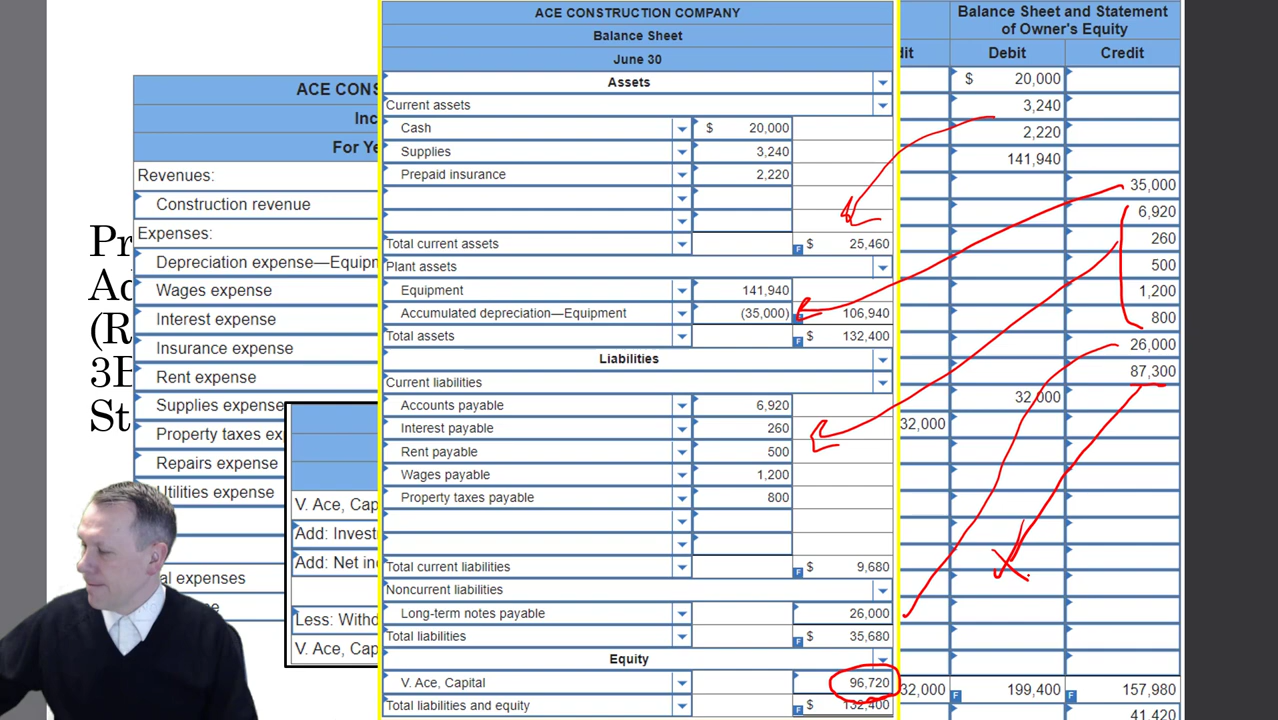 ACE CONSTRUCTION COMPANY
Balance Sheet
June 30
Assets
Current assets
Cash $ 20,000
Supplies 3,240
Prepaid insurance 2,220
Total current assets $ 25,460
Plant assets
Equipment 141,940
Accumulated depreciation—Equipment (35,000) 106,940
Total assets $ 132,400
Liabilities
Current liabilities
Accounts payable 6,920
Interest payable 260
Rent payable 500
Wages payable 1,200
Property taxes payable 800
Total current liabilities $ 9,680
Noncurrent liabilities
Long-term notes payable 26,000
Total liabilities $ 35,680
Equity
V. Ace, Capital 96,720
Total liabilities and equity $ 132,400
Balance Sheet and Statement
of Owner's Equity
dit Debit Credit
$ 20,000
3,240
2,220
141,940
35,000
6,920
260
500
1,200
800
26,000
87,300
32,000
32,000
32,000 199,400 157,980
41,420
ACE CONS
Inc
For Ye
Revenues:
Construction revenue
Expenses:
Depreciation expense—Equipm
Wages expense
Interest expense
Insurance expense
Rent expense
Supplies expense
Property taxes ex
Repairs expense
Utilities expense
al expenses
me
V. Ace, Cap
Add: Invest
Add: Net in
Less: Withd
V. Ace, Cap
Pr
Ad
(R
3E
St